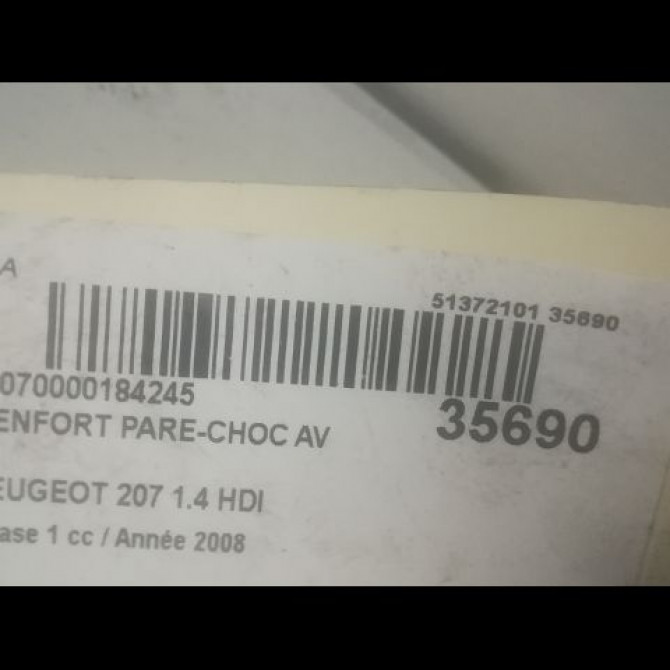 A
51372101 35690
070000184245
35690
ENFORT PARE-CHOC AV
EUGEOT 207 1.4 HDI
ase 1 cc / Année 2008